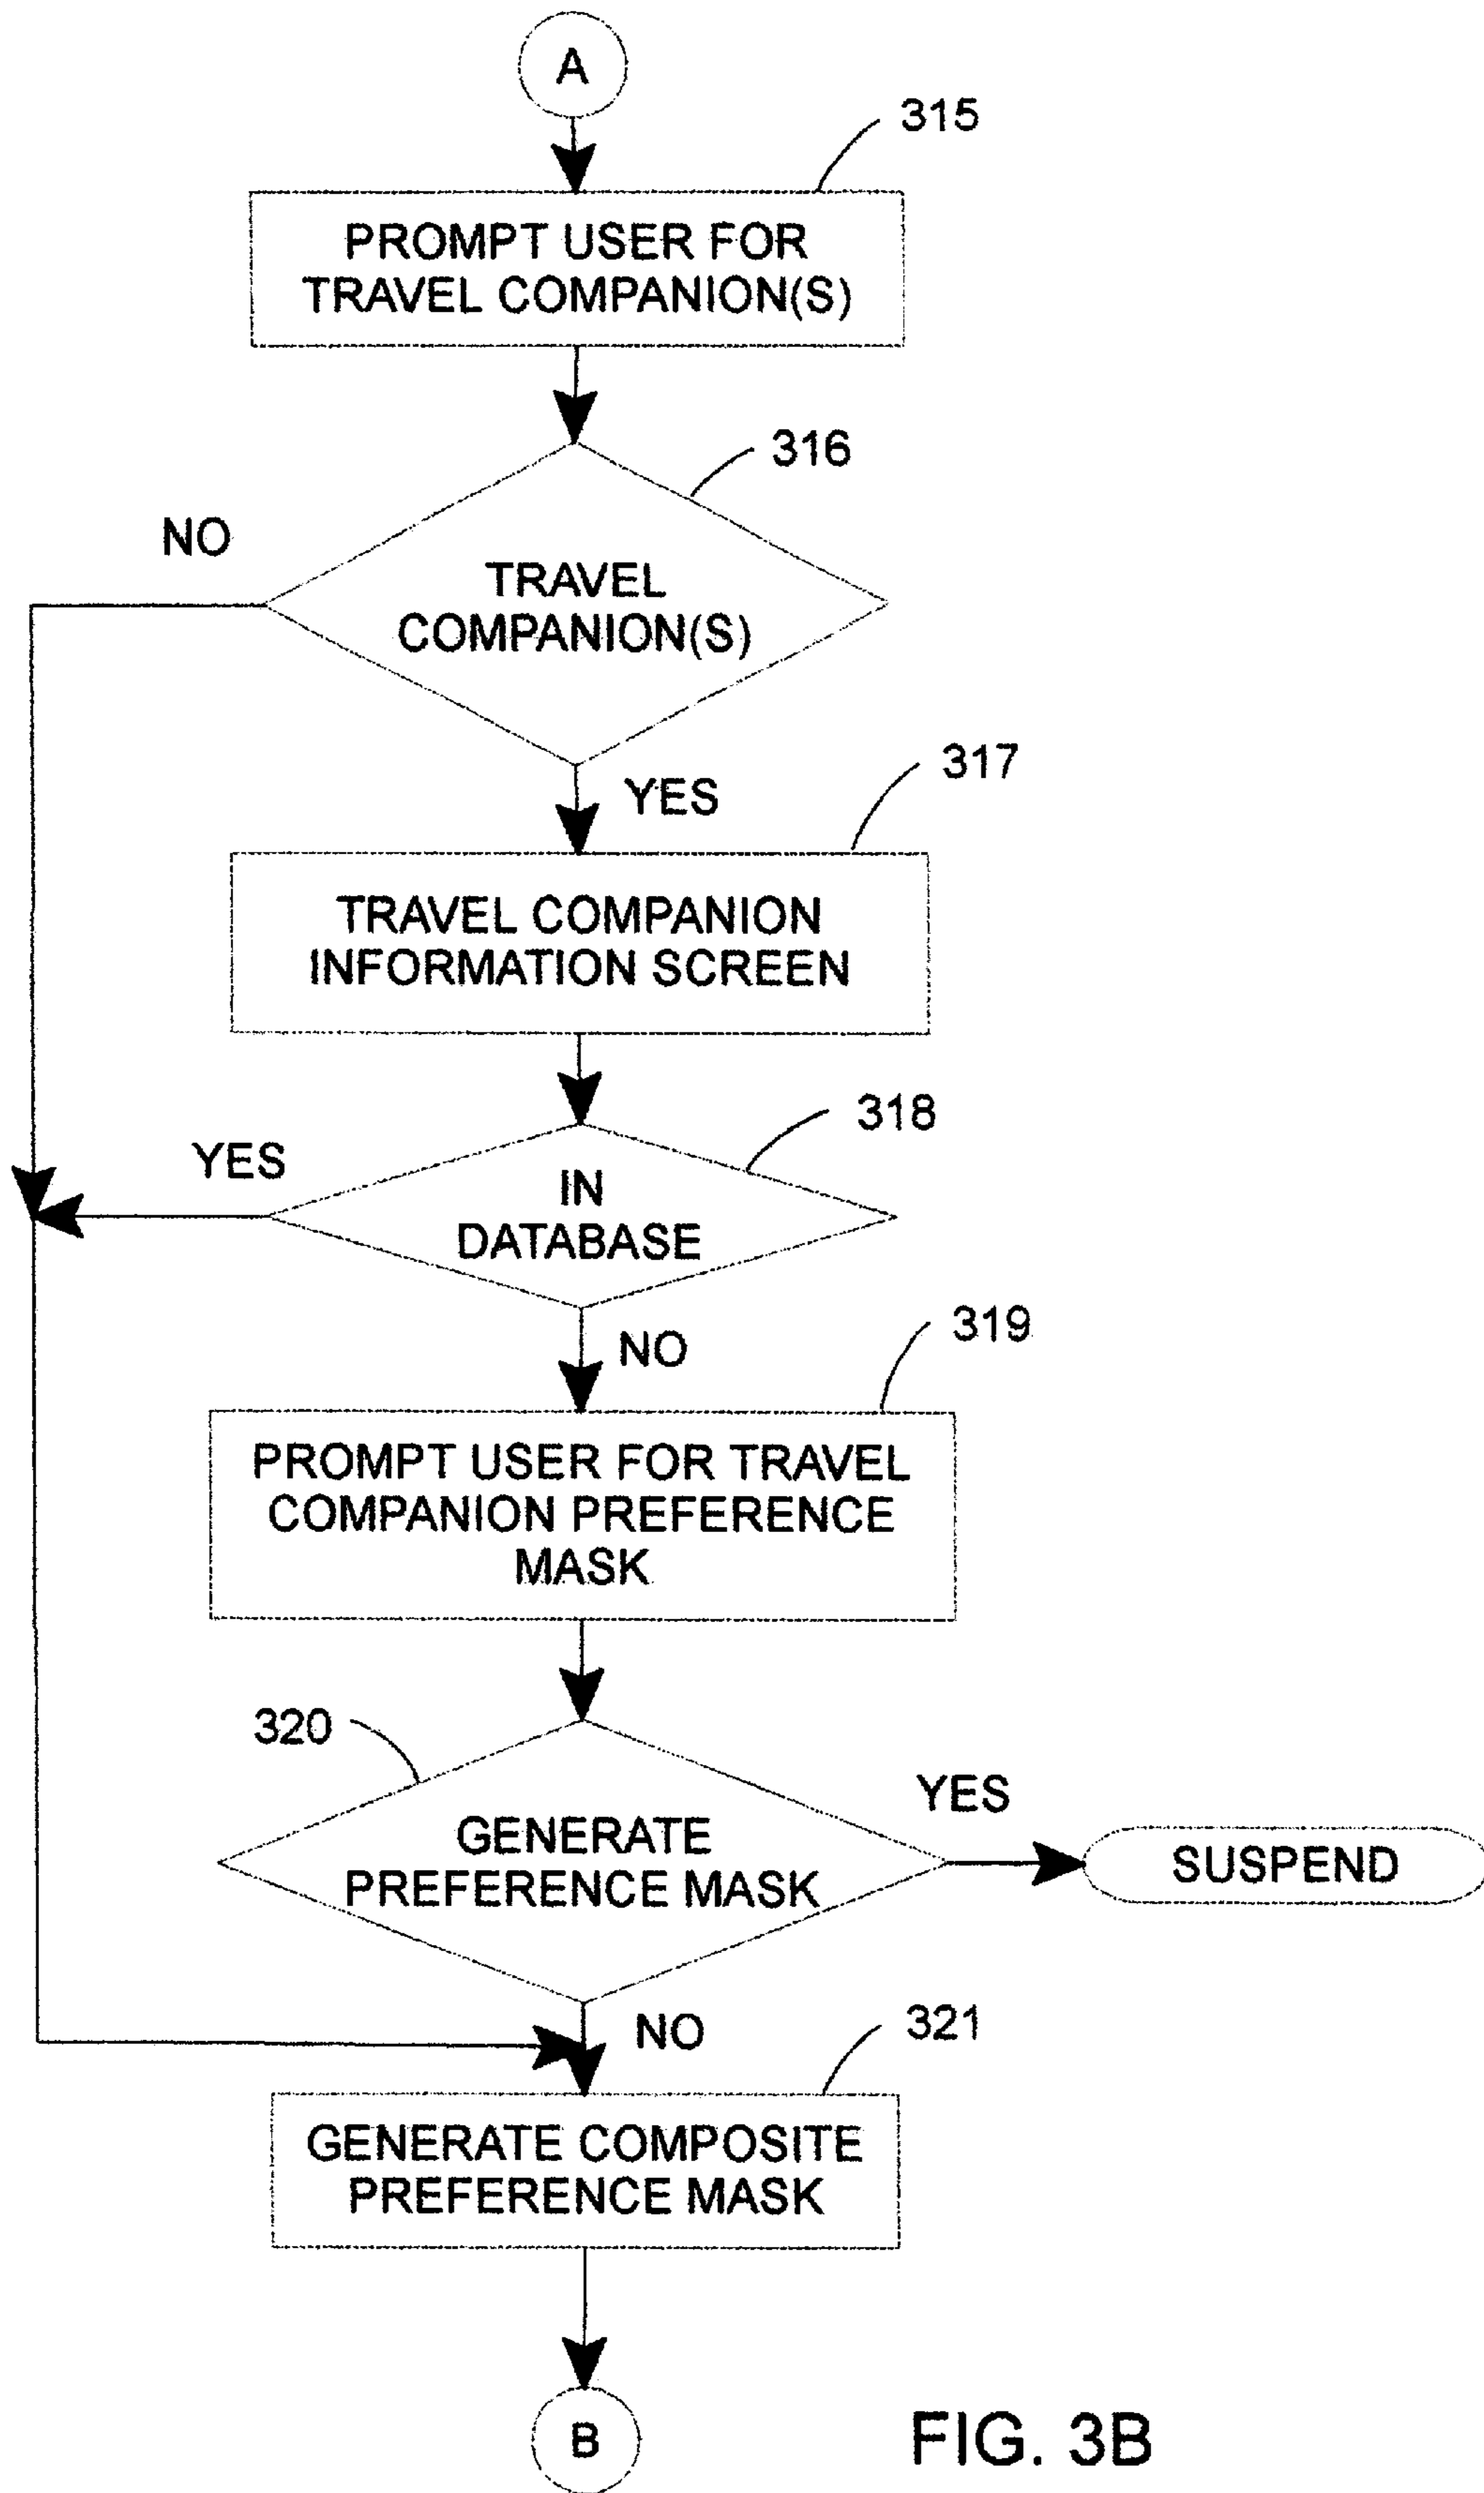 A
315
PROMPT USER FOR
TRAVEL COMPANION(S)
316
NO
TRAVEL
COMPANION(S)
YES
317
TRAVEL COMPANION
INFORMATION SCREEN
318
YES
IN
DATABASE
NO
319
PROMPT USER FOR TRAVEL
COMPANION PREFERENCE
MASK
320
YES
GENERATE
PREFERENCE MASK
SUSPEND
NO
321
GENERATE COMPOSITE
PREFERENCE MASK
B
FIG. 3B